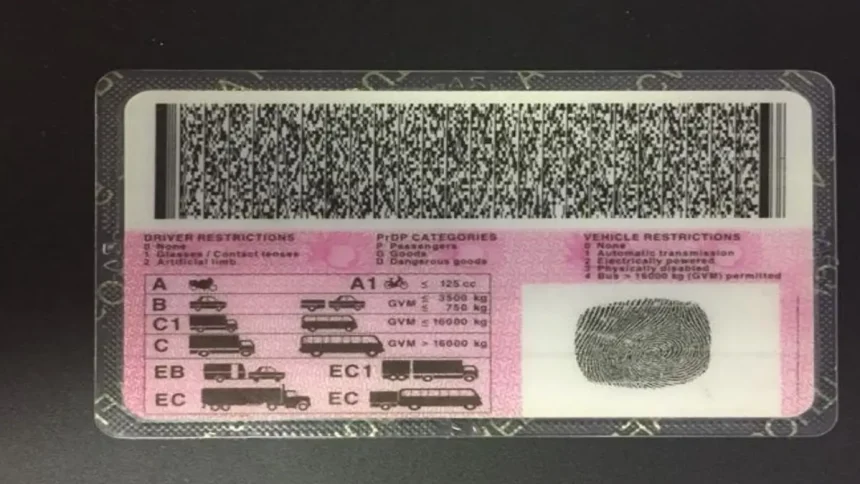 DRIVER RESTRICTIONS
0 None
1 Glasses / Contact lenses
2 Artificial limb
PrDP CATEGORIES
P Passengers
G Goods
D Dangerous goods
VEHICLE RESTRICTIONS
0 None
1 Automatic transmission
2 Electrically powered
3 Physically disabled
4 Bus > 16000 kg (GVM) permitted
A A1 ≤ 125 cc
B GVM ≤ 3500 kg
≤ 750 kg
C1 GVM ≤ 16000 kg
C GVM > 16000 kg
EB EC1
EC EC